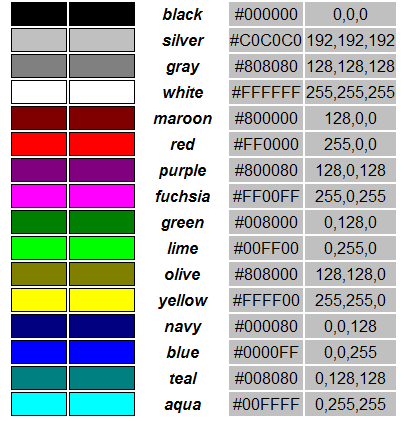 black #000000 0,0,0
silver #C0C0C0 192,192,192
gray #808080 128,128,128
white #FFFFFF 255,255,255
maroon #800000 128,0,0
red #FF0000 255,0,0
purple #800080 128,0,128
fuchsia #FF00FF 255,0,255
green #008000 0,128,0
lime #00FF00 0,255,0
olive #808000 128,128,0
yellow #FFFF00 255,255,0
navy #000080 0,0,128
blue #0000FF 0,0,255
teal #008080 0,128,128
aqua #00FFFF 0,255,255